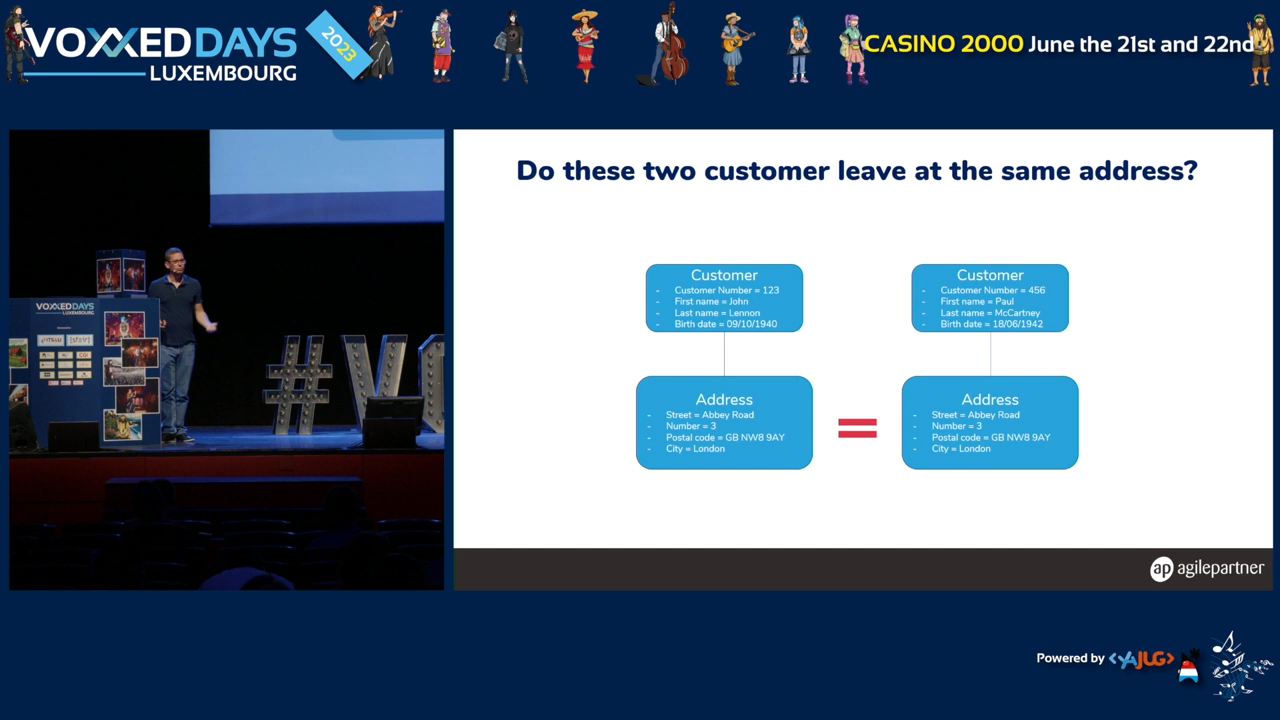 VOXXEDDAYS
LUXEMBOURG
2023
CASINO 2000 June the 21st and 22nd
VOXXEDDAYS
LUXEMBOURG
#VO
Do these two customer leave at the same address?
Customer
- Customer Number = 123
- First name = John
- Last name = Lennon
- Birth date = 09/10/1940
Customer
- Customer Number = 456
- First name = Paul
- Last name = McCartney
- Birth date = 18/06/1942
Address
- Street = Abbey Road
- Number = 3
- Postal code = GB NW8 9AY
- City = London
=
Address
- Street = Abbey Road
- Number = 3
- Postal code = GB NW8 9AY
- City = London
ap agilepartner
Powered by <YAJUG>